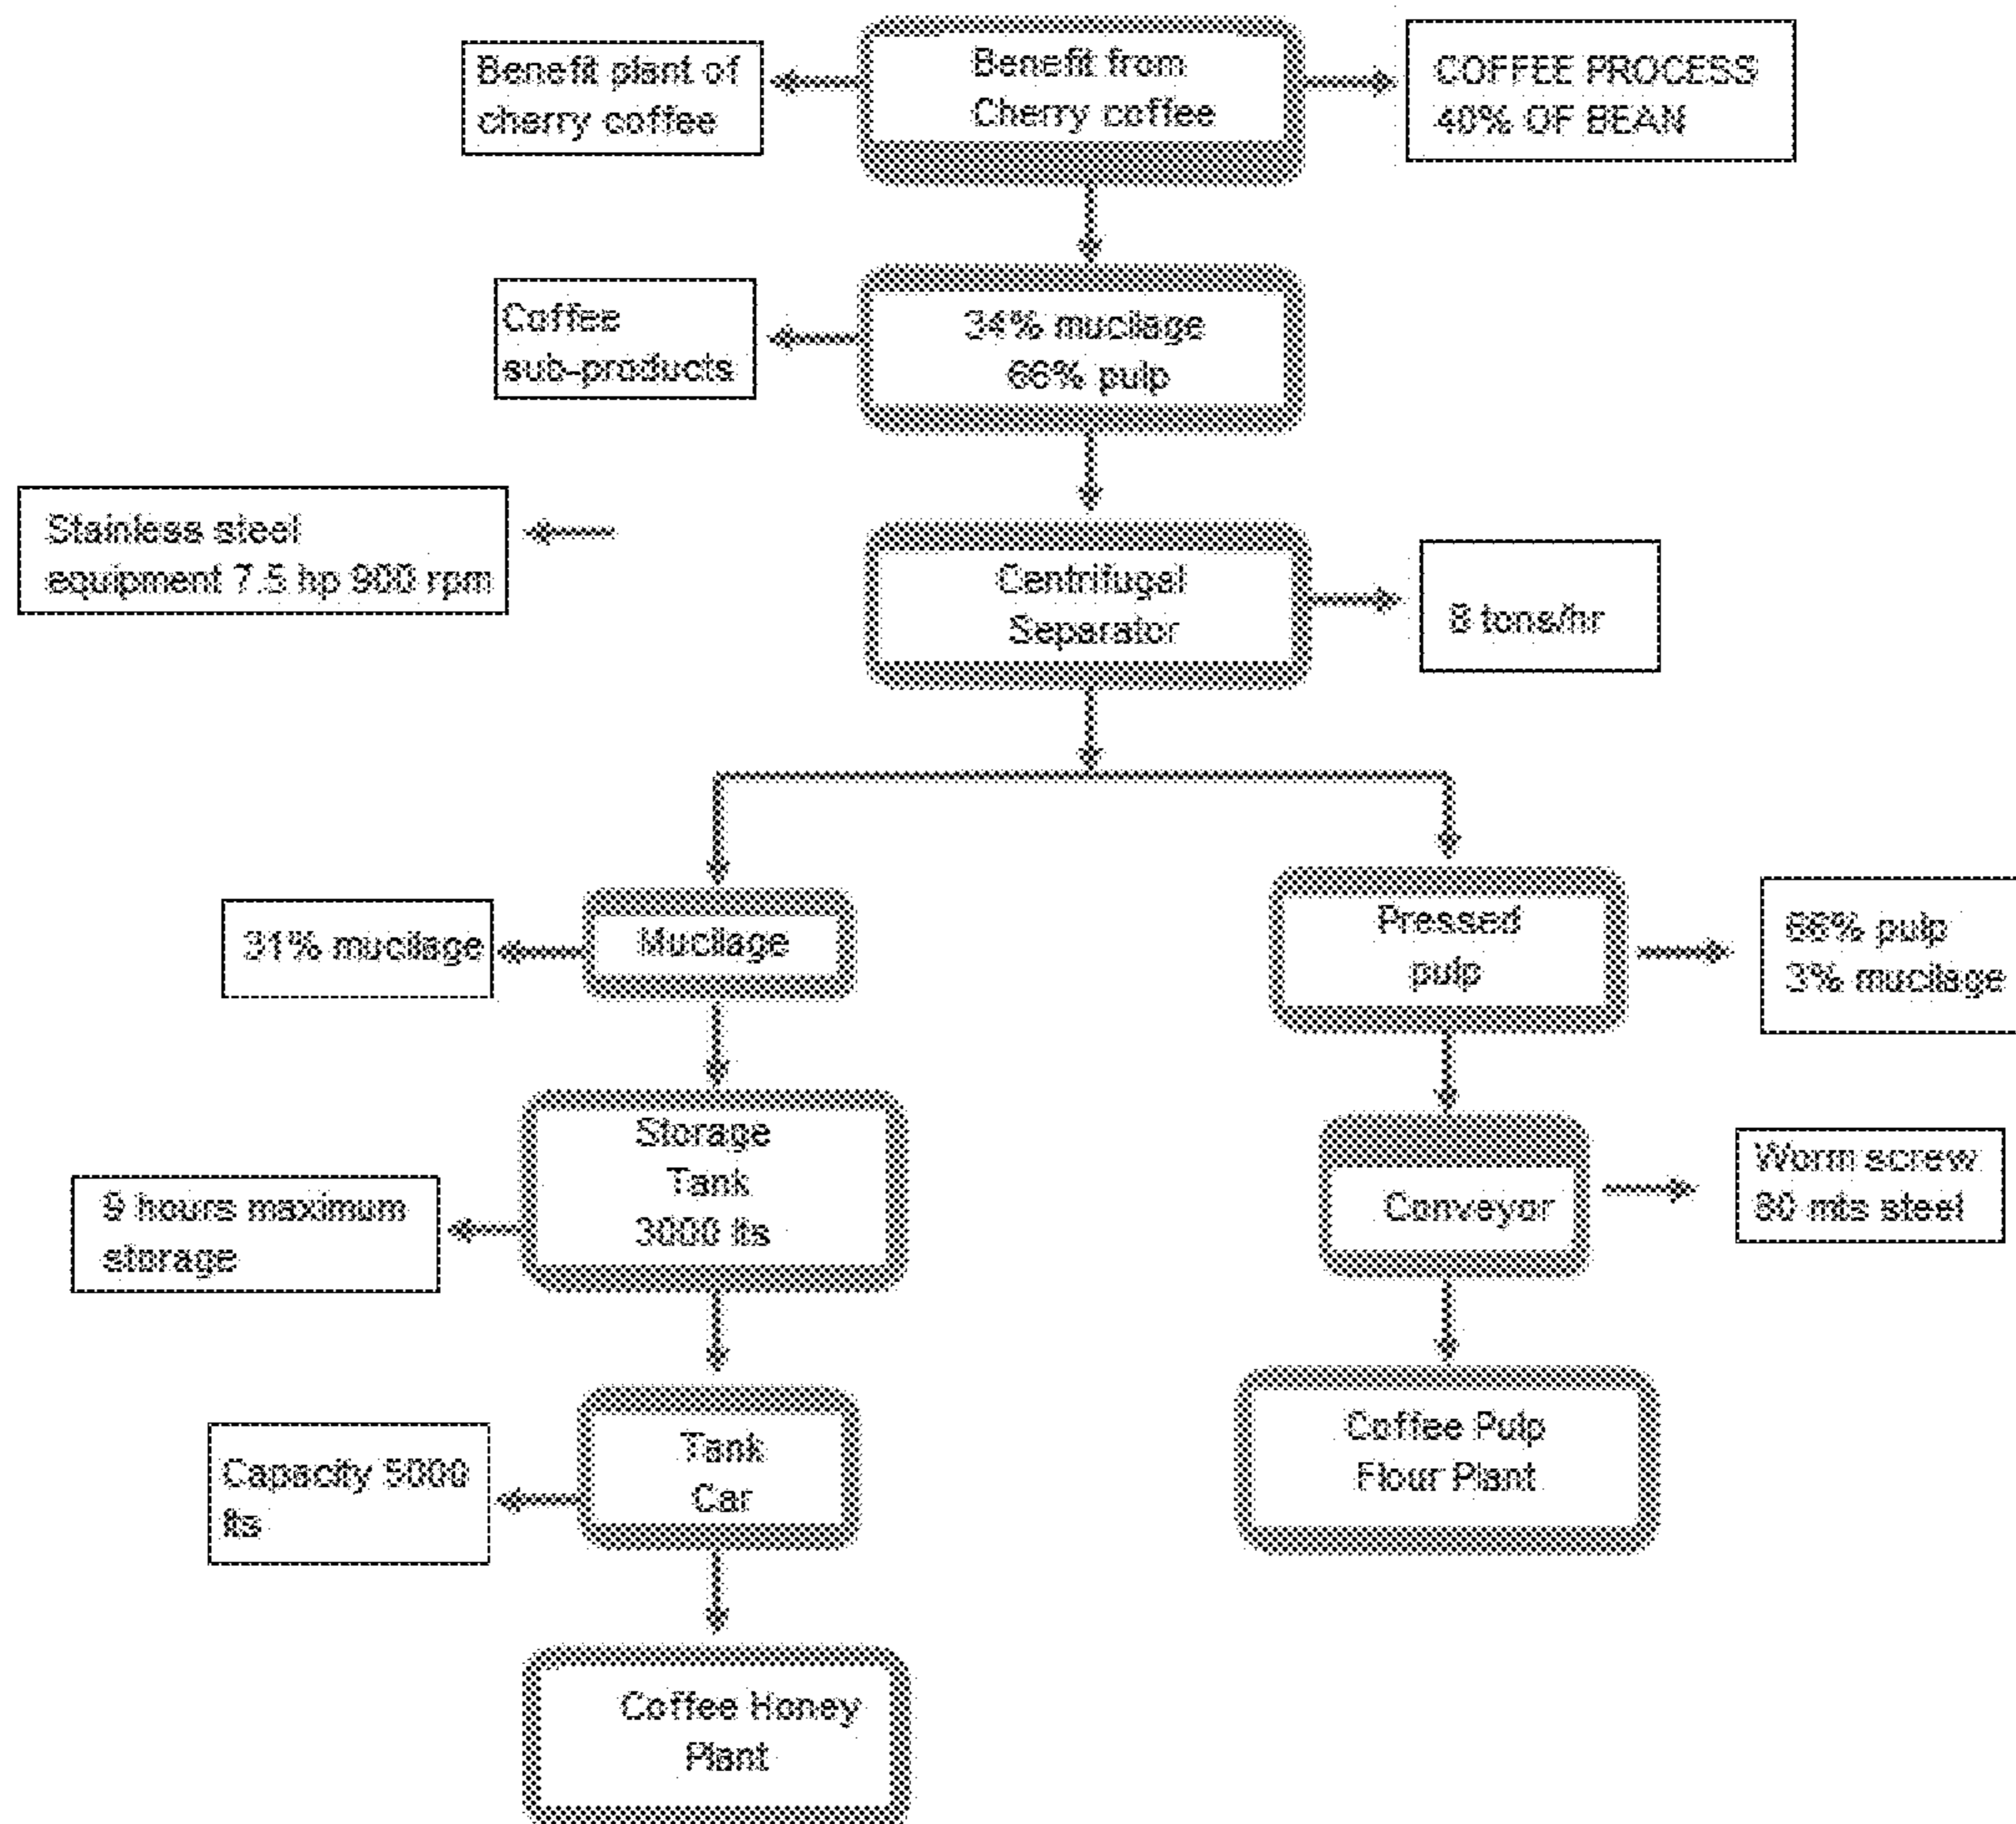 Benefit plant of
cherry coffee
Benefit from
Cherry coffee
COFFEE PROCESS
40% OF BEAN
Coffee
sub-products
34% mucilage
66% pulp
Stainless steel
equipment 7.5 hp 900 rpm
Centrifugal
Separator
8 tons/hr
31% mucilage
Mucilage
Pressed
pulp
66% pulp
3% mucilage
Storage
Tank
3000 lts
9 hours maximum
storage
Conveyor
Worm screw
60 mts steel
Capacity 5000
lts
Tank
Car
Coffee Pulp
Flour Plant
Coffee Honey
Plant